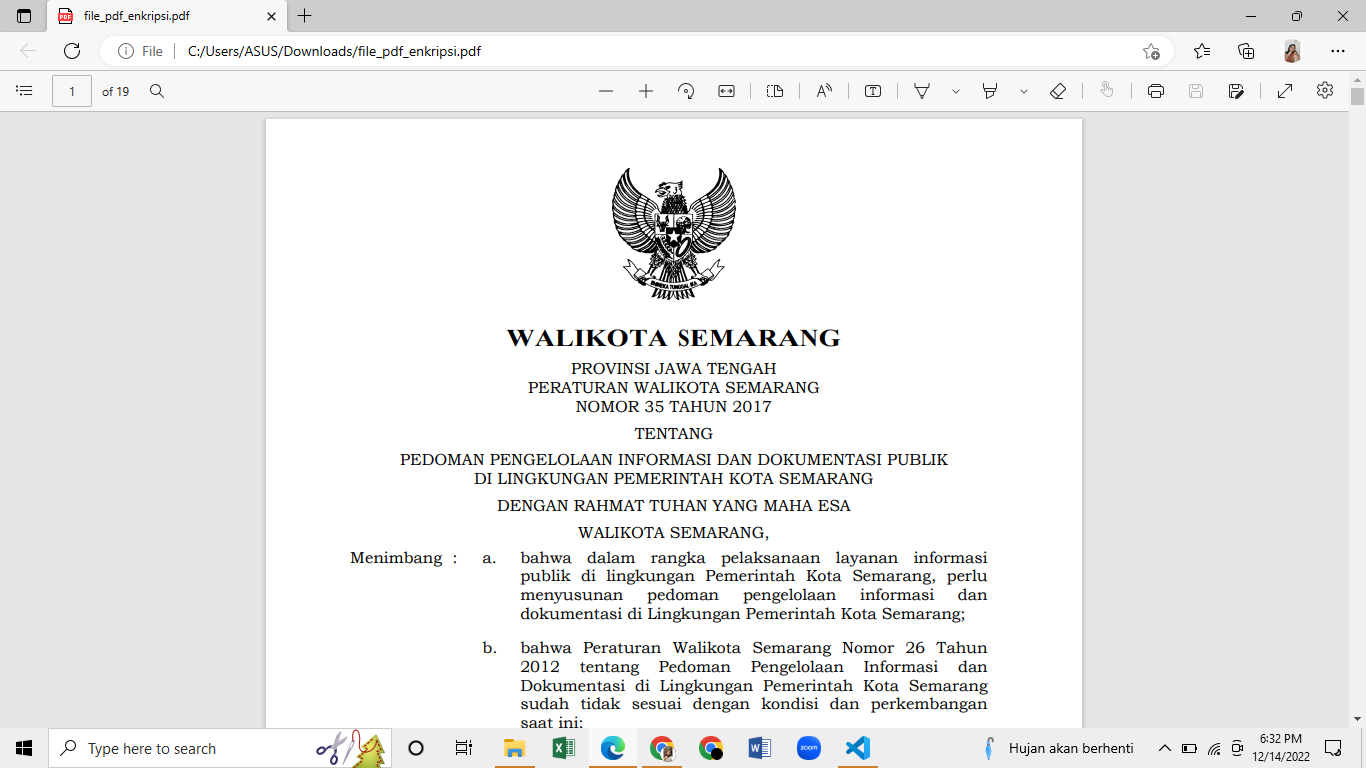 file_pdf_enkripsi.pdf
File
C:/Users/ASUS/Downloads/file_pdf_enkripsi.pdf
1 of 19
BHINNEKA TUNGGAL IKA
WALIKOTA SEMARANG
PROVINSI JAWA TENGAH
PERATURAN WALIKOTA SEMARANG
NOMOR 35 TAHUN 2017
TENTANG
PEDOMAN PENGELOLAAN INFORMASI DAN DOKUMENTASI PUBLIK
DI LINGKUNGAN PEMERINTAH KOTA SEMARANG
DENGAN RAHMAT TUHAN YANG MAHA ESA
WALIKOTA SEMARANG,
Menimbang : a. bahwa dalam rangka pelaksanaan layanan informasi
publik di lingkungan Pemerintah Kota Semarang, perlu
menyusunan pedoman pengelolaan informasi dan
dokumentasi di Lingkungan Pemerintah Kota Semarang;
b. bahwa Peraturan Walikota Semarang Nomor 26 Tahun
2012 tentang Pedoman Pengelolaan Informasi dan
Dokumentasi di Lingkungan Pemerintah Kota Semarang
sudah tidak sesuai dengan kondisi dan perkembangan
saat ini;
Type here to search
zoom
Hujan akan berhenti
6:32 PM
12/14/2022